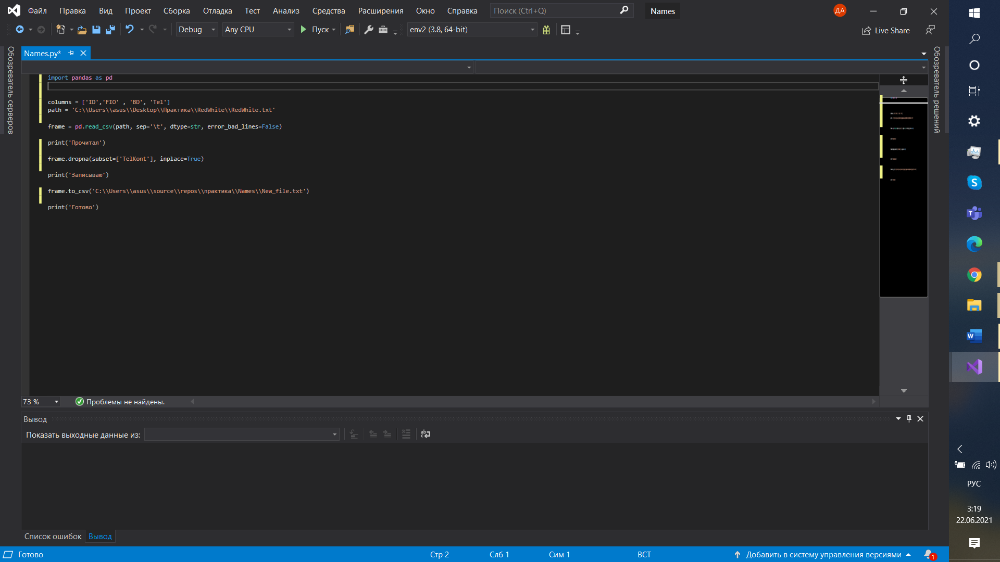 Файл Правка Вид Проект Сборка Отладка Тест Анализ Средства Расширения Окно Справка Поиск (Ctrl+Q) Names ДА
Debug Any CPU Пуск env2 (3.8, 64-bit) Live Share
Обозреватель серверов
Names.py*
Обозреватель решений
import pandas as pd
columns = ['ID','FIO' , 'BD', 'Tel']
path = 'C:\\Users\\asus\\Desktop\\Практика\\RedWhite\\RedWhite.txt'
frame = pd.read_csv(path, sep='\t', dtype=str, error_bad_lines=False)
print('Прочитал')
frame.dropna(subset=['TelKont'], inplace=True)
print('Записываю')
frame.to_csv('C:\\Users\\asus\\source\\repos\\практика\\Names\\New_file.txt')
print('Готово')
73 % Проблемы не найдены.
Вывод
Показать выходные данные из:
Список ошибок Вывод
Готово Стр 2 Слб 1 Сим 1 ВСТ Добавить в систему управления версиями 1
РУС
3:19
22.06.2021